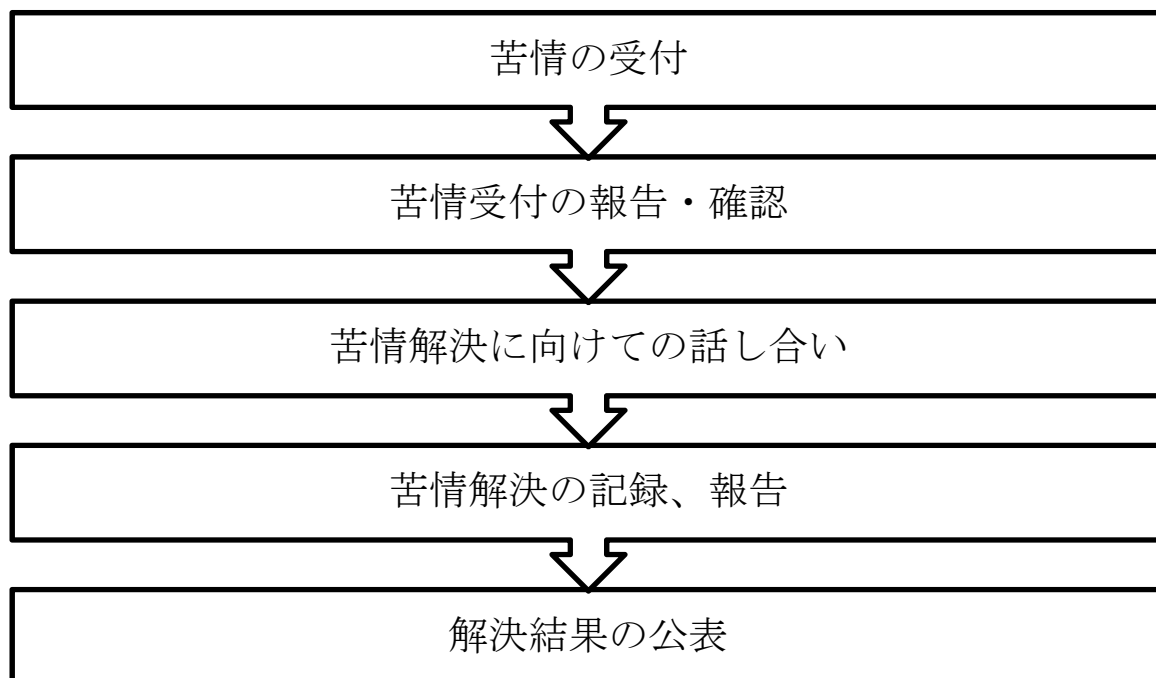 苦情の受付
苦情受付の報告・確認
苦情解決に向けての話し合い
苦情解決の記録、報告
解決結果の公表